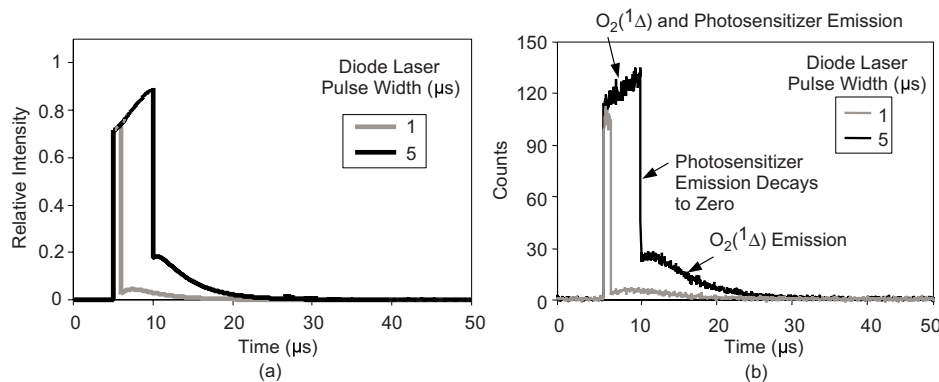 Diode Laser
Pulse Width (µs)
1
5
Relative Intensity
1
0.8
0.6
0.4
0.2
0
0
10
20
30
40
50
Time (µs)
(a)
O2(1Δ) and Photosensitizer Emission
Diode Laser
Pulse Width (µs)
1
5
Photosensitizer
Emission Decays
to Zero
O2(1Δ) Emission
Counts
150
120
90
60
30
0
0
10
20
30
40
50
Time (µs)
(b)